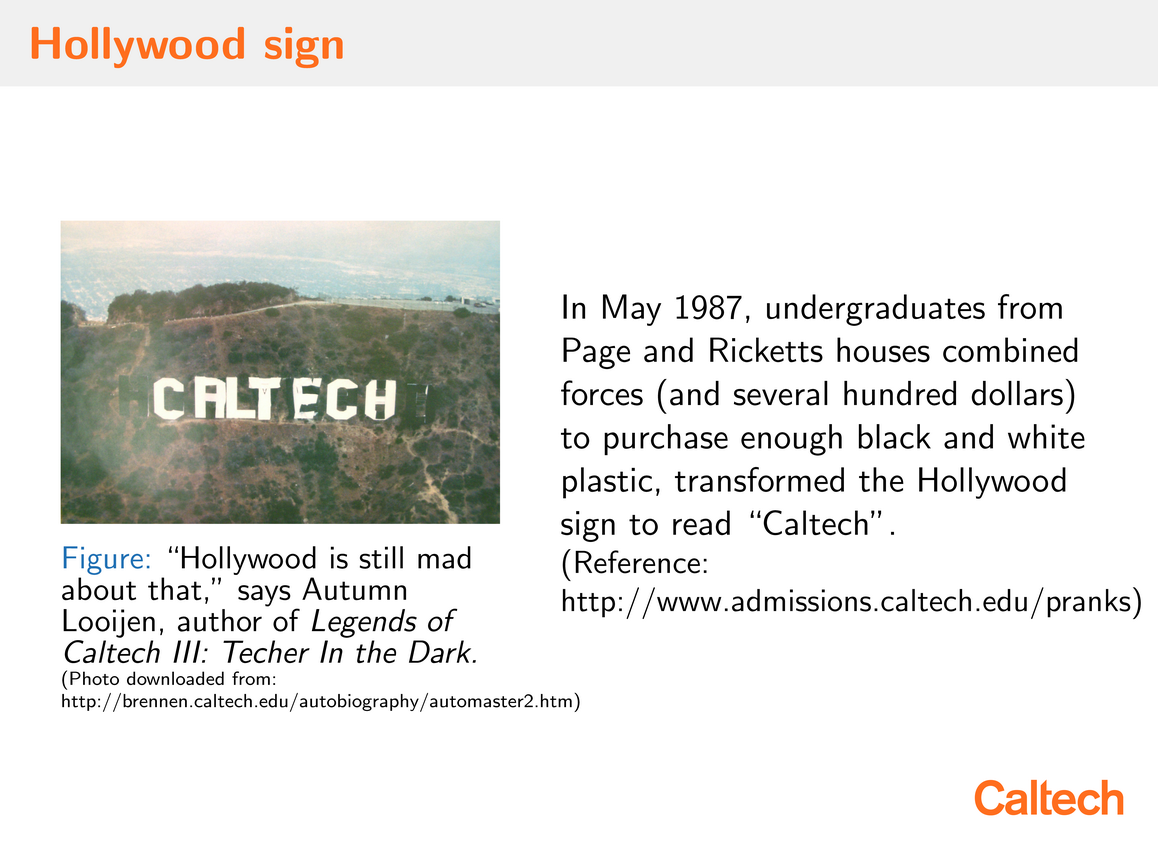 Hollywood sign
CALTECH
Figure: “Hollywood is still mad
about that,” says Autumn
Looijen, author of Legends of
Caltech III: Techer In the Dark.
(Photo downloaded from:
http://brennen.caltech.edu/autobiography/automaster2.htm)
In May 1987, undergraduates from
Page and Ricketts houses combined
forces (and several hundred dollars)
to purchase enough black and white
plastic, transformed the Hollywood
sign to read “Caltech”.
(Reference:
http://www.admissions.caltech.edu/pranks)
Caltech